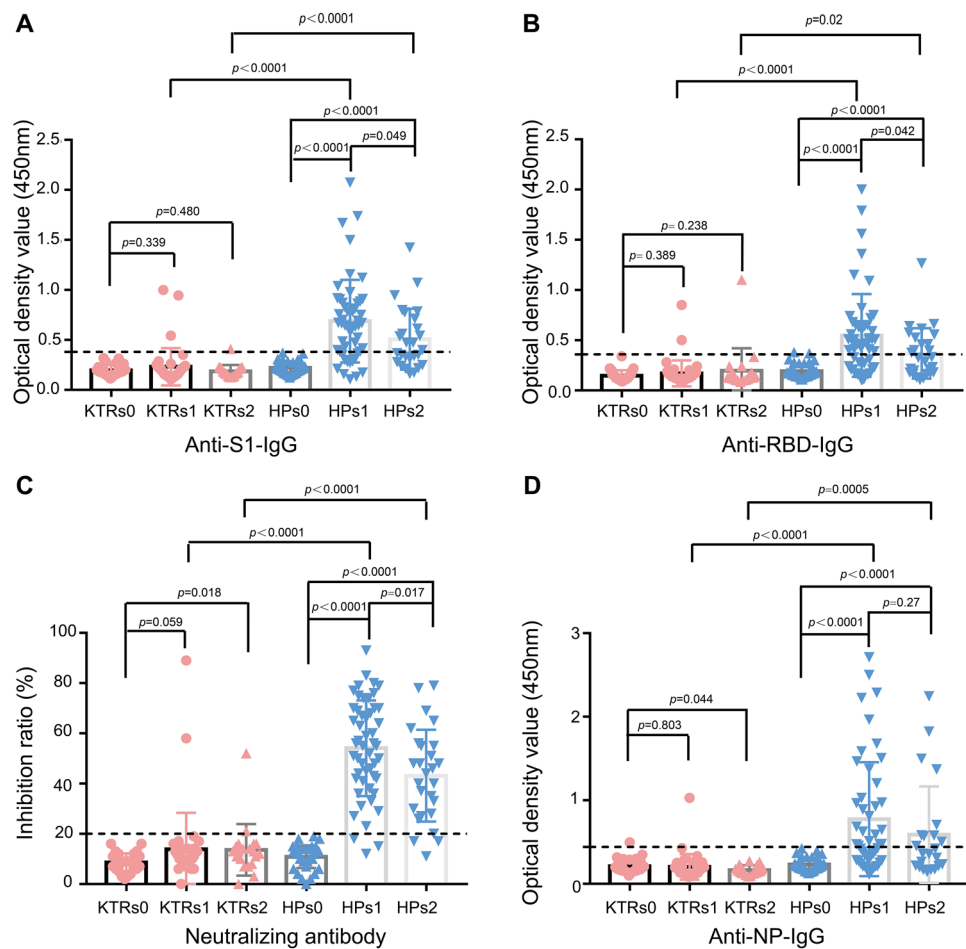 A
p<0.0001
p<0.0001
p<0.0001
p=0.049
p<0.0001
p=0.480
p=0.339
Optical density value (450nm)
2.5
2.0
1.5
1.0
0.5
0.0
KTRs0 KTRs1 KTRs2 HPs0 HPs1 HPs2
Anti-S1-IgG
B
p=0.02
p<0.0001
p<0.0001
p=0.042
p<0.0001
p= 0.238
p= 0.389
Optical density value (450nm)
2.5
2.0
1.5
1.0
0.5
0.0
KTRs0 KTRs1 KTRs2 HPs0 HPs1 HPs2
Anti-RBD-IgG
C
p<0.0001
p<0.0001
p<0.0001
p=0.017
p<0.0001
p=0.018
p=0.059
Inhibition ratio (%)
100
80
60
40
20
0
KTRs0 KTRs1 KTRs2 HPs0 HPs1 HPs2
Neutralizing antibody
D
p=0.0005
p<0.0001
p<0.0001
p=0.27
p<0.0001
p=0.044
p=0.803
Optical density value (450nm)
3
2
1
0
KTRs0 KTRs1 KTRs2 HPs0 HPs1 HPs2
Anti-NP-IgG